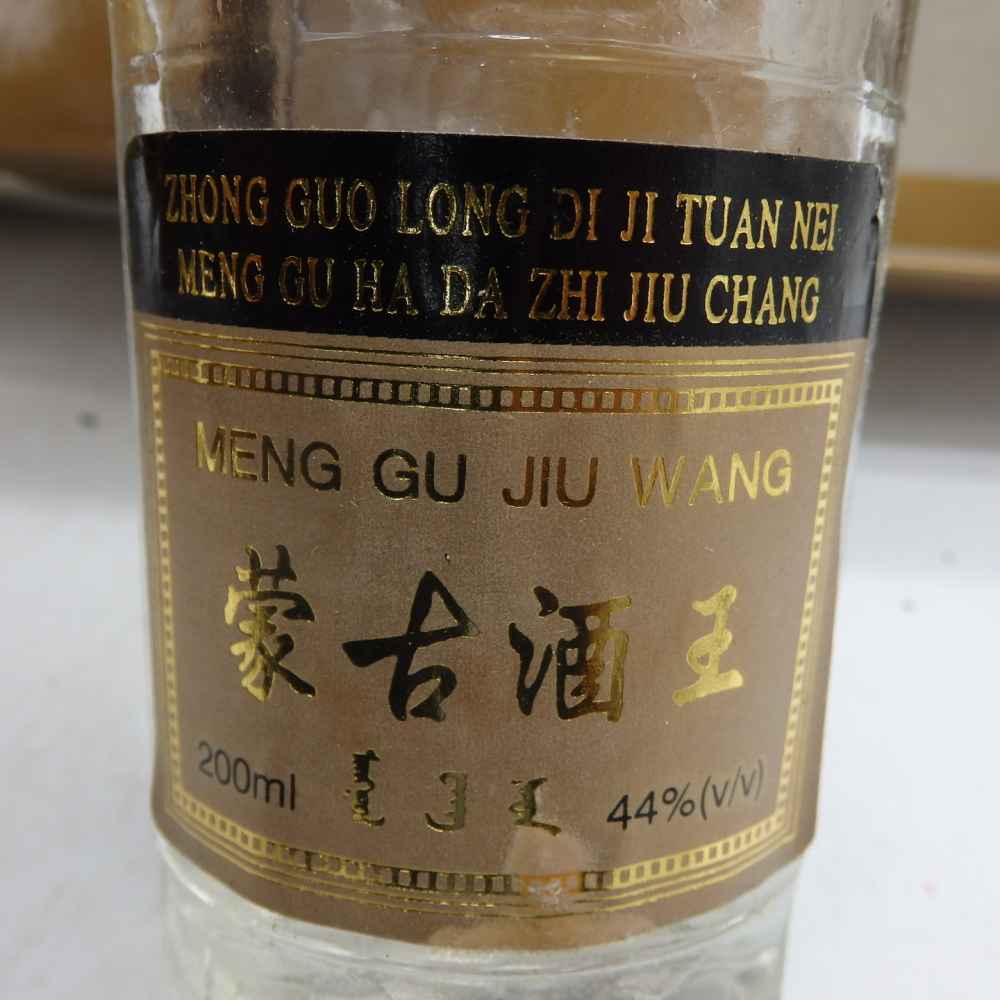 ZHONG GUO LONG DI JI TUAN NEI
MENG GU HA DA ZHI JIU CHANG
MENG GU JIU WANG
蒙古酒王
200ml
44%(v/v)